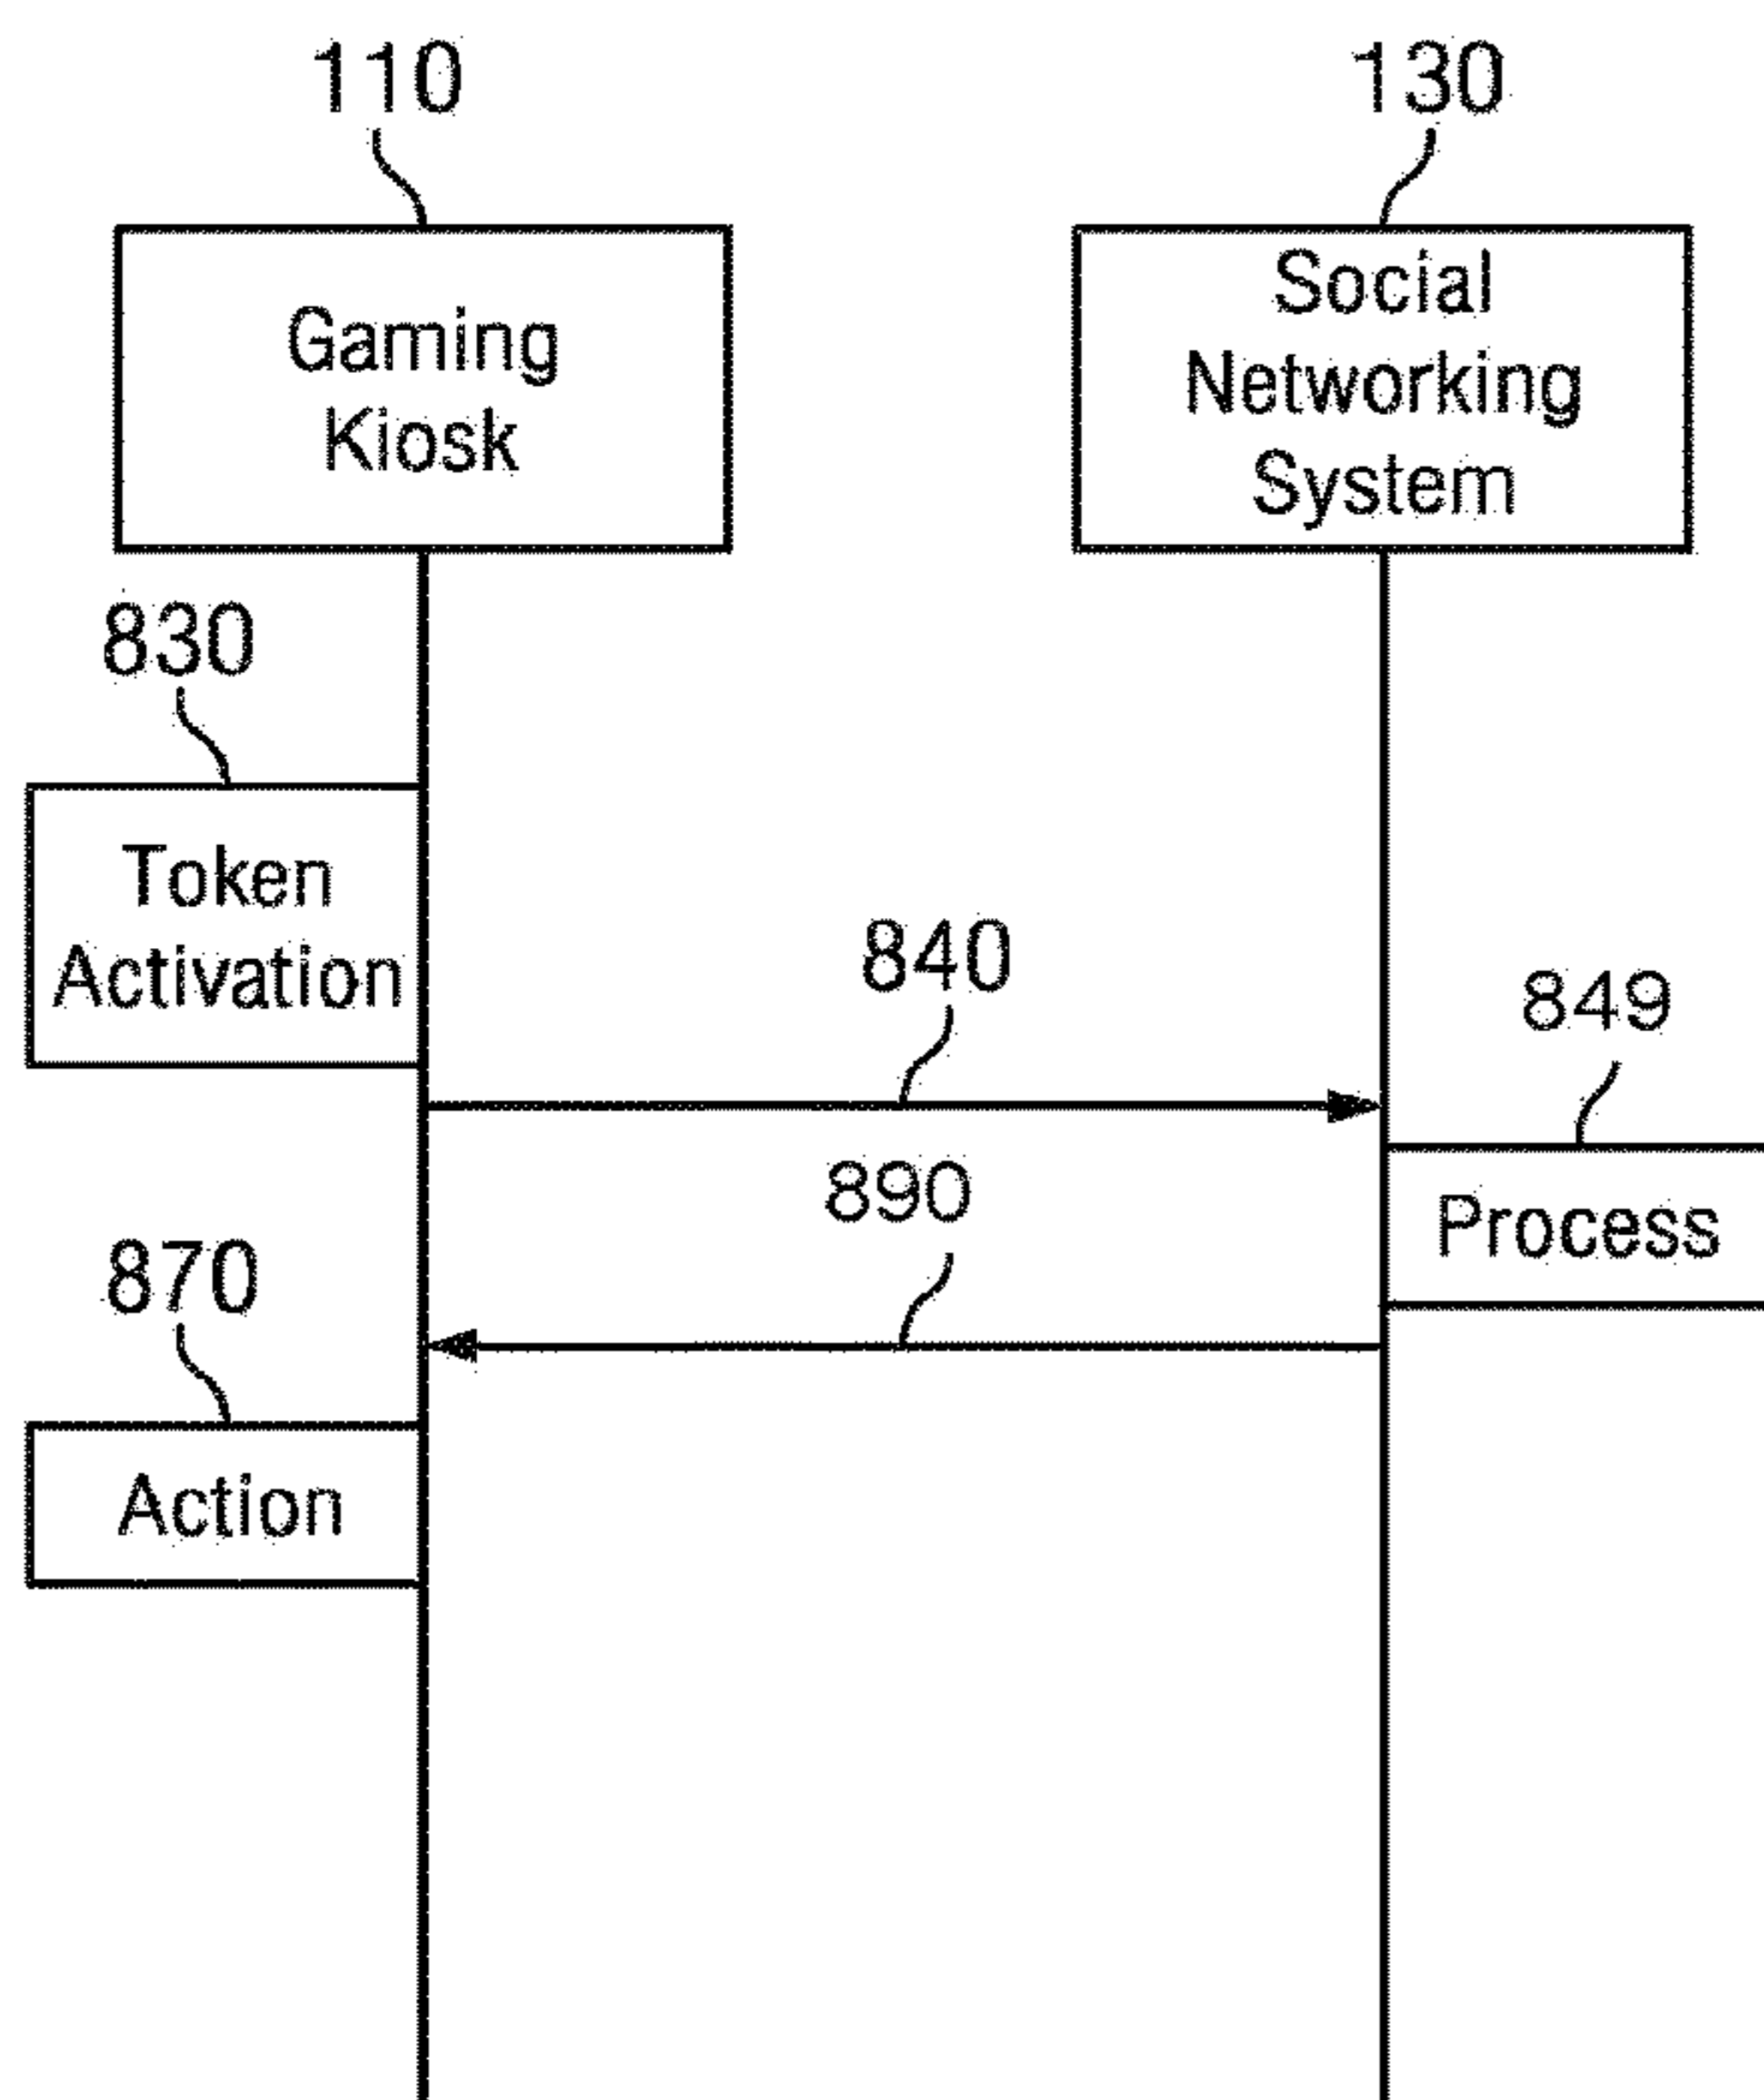 110
130
Gaming
Kiosk
Social
Networking
System
830
Token
Activation
840
849
890
Process
870
Action